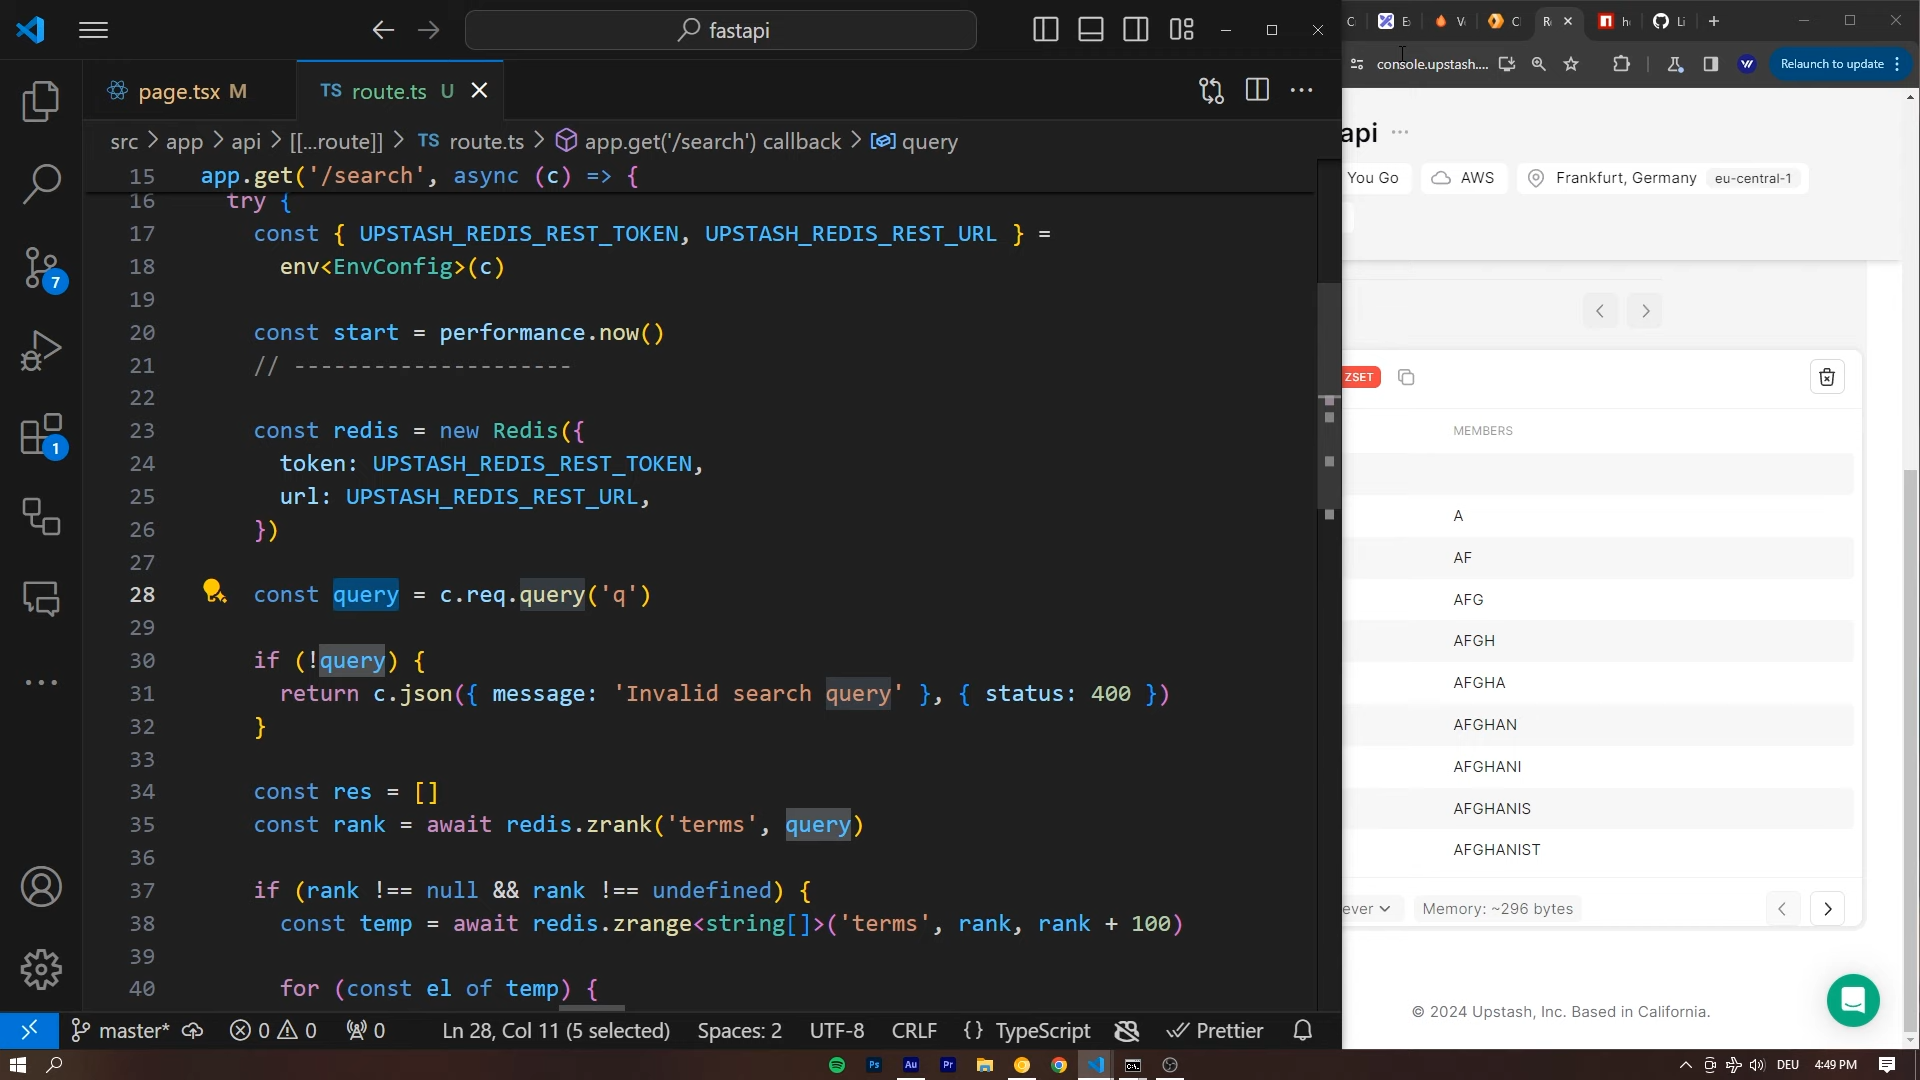 fastapi
page.tsx M
TS route.ts U
src > app > api > [[...route]] > TS route.ts > app.get('/search') callback > query
15 app.get('/search', async (c) => {
16 try {
17 const { UPSTASH_REDIS_REST_TOKEN, UPSTASH_REDIS_REST_URL } =
18 env<EnvConfig>(c)
19
20 const start = performance.now()
21 // ---------------------
22
23 const redis = new Redis({
24 token: UPSTASH_REDIS_REST_TOKEN,
25 url: UPSTASH_REDIS_REST_URL,
26 })
27
28 const query = c.req.query('q')
29
30 if (!query) {
31 return c.json({ message: 'Invalid search query' }, { status: 400 })
32 }
33
34 const res = []
35 const rank = await redis.zrank('terms', query)
36
37 if (rank !== null && rank !== undefined) {
38 const temp = await redis.zrange<string[]>('terms', rank, rank + 100)
39
40 for (const el of temp) {
7
1
master* 0 0 0 Ln 28, Col 11 (5 selected) Spaces: 2 UTF-8 CRLF {} TypeScript Prettier
console.upstash....
Relaunch to update
api
You Go
AWS
Frankfurt, Germany eu-central-1
ZSET
MEMBERS
A
AF
AFG
AFGH
AFGHA
AFGHAN
AFGHANI
AFGHANIS
AFGHANIST
ever
Memory: ~296 bytes
© 2024 Upstash, Inc. Based in California.
Ps Au Pr
DEU 4:49 PM